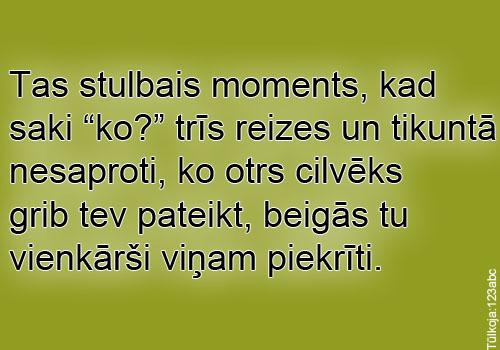 Tas stulbais moments, kad
saki “ko?” trīs reizes un tikuntā
nesaproti, ko otrs cilvēks
grib tev pateikt, beigās tu
vienkārši viņam piekrīti.
Tūlkoja:123abc